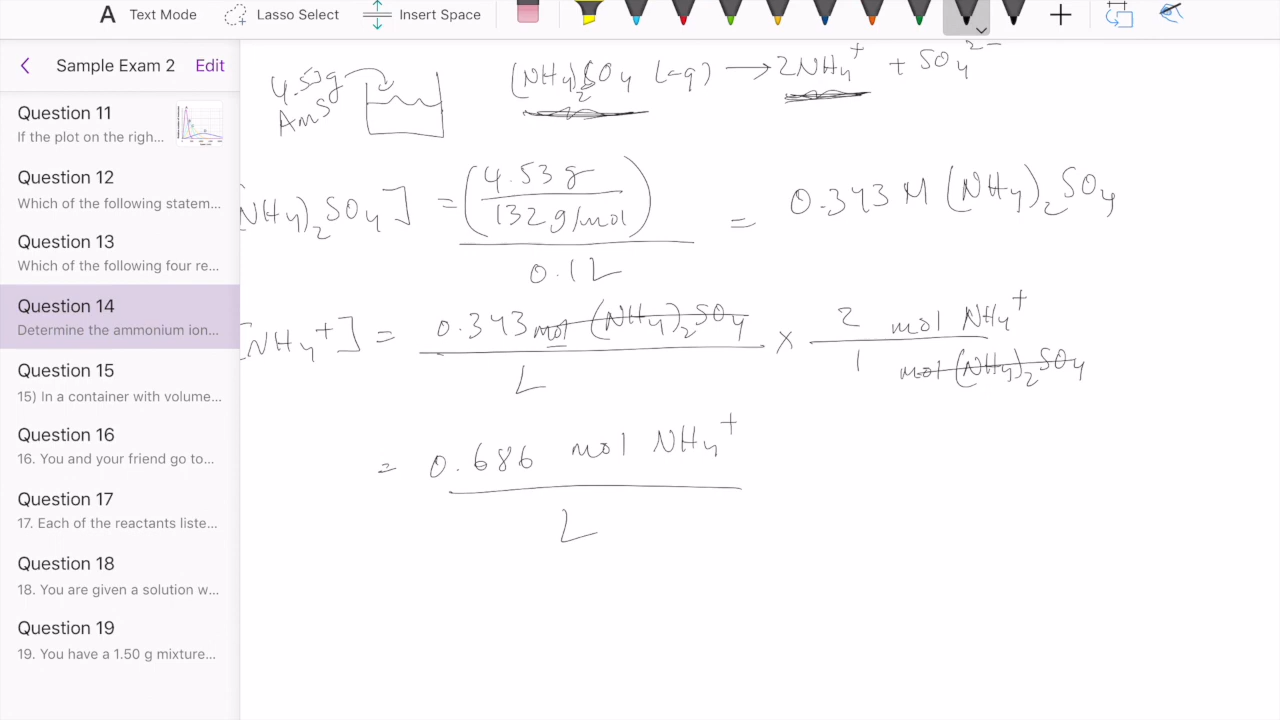 A Text Mode Lasso Select Insert Space
Sample Exam 2 Edit
Question 11
If the plot on the righ...
Question 12
Which of the following statem...
Question 13
Which of the following four re...
Question 14
Determine the ammonium ion...
Question 15
15) In a container with volume...
Question 16
16. You and your friend go to...
Question 17
17. Each of the reactants liste...
Question 18
18. You are given a solution w...
Question 19
19. You have a 1.50 g mixture...
4.53g
AmS
(NH4)2SO4 (aq) → 2NH4+ + SO4 2-
NH4)2SO4] = (4.53 g / 132 g/mol) / 0.1 L = 0.343 M (NH4)2SO4
NH4+] = 0.343 mol (NH4)2SO4 / L × 2 mol NH4+ / 1 mol (NH4)2SO4
= 0.686 mol NH4+ / L